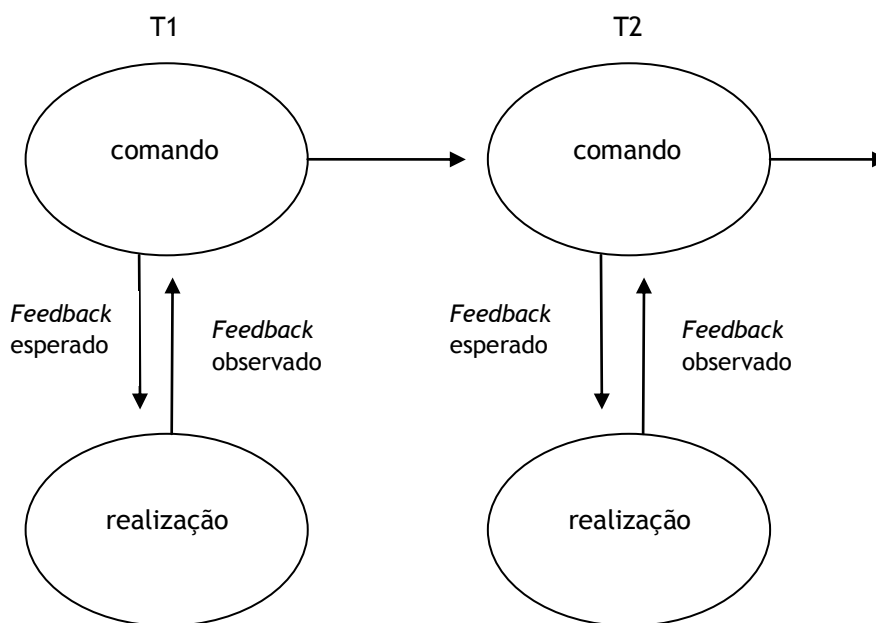 T1
T2
comando
comando
Feedback
esperado
Feedback
observado
Feedback
esperado
Feedback
observado
realização
realização